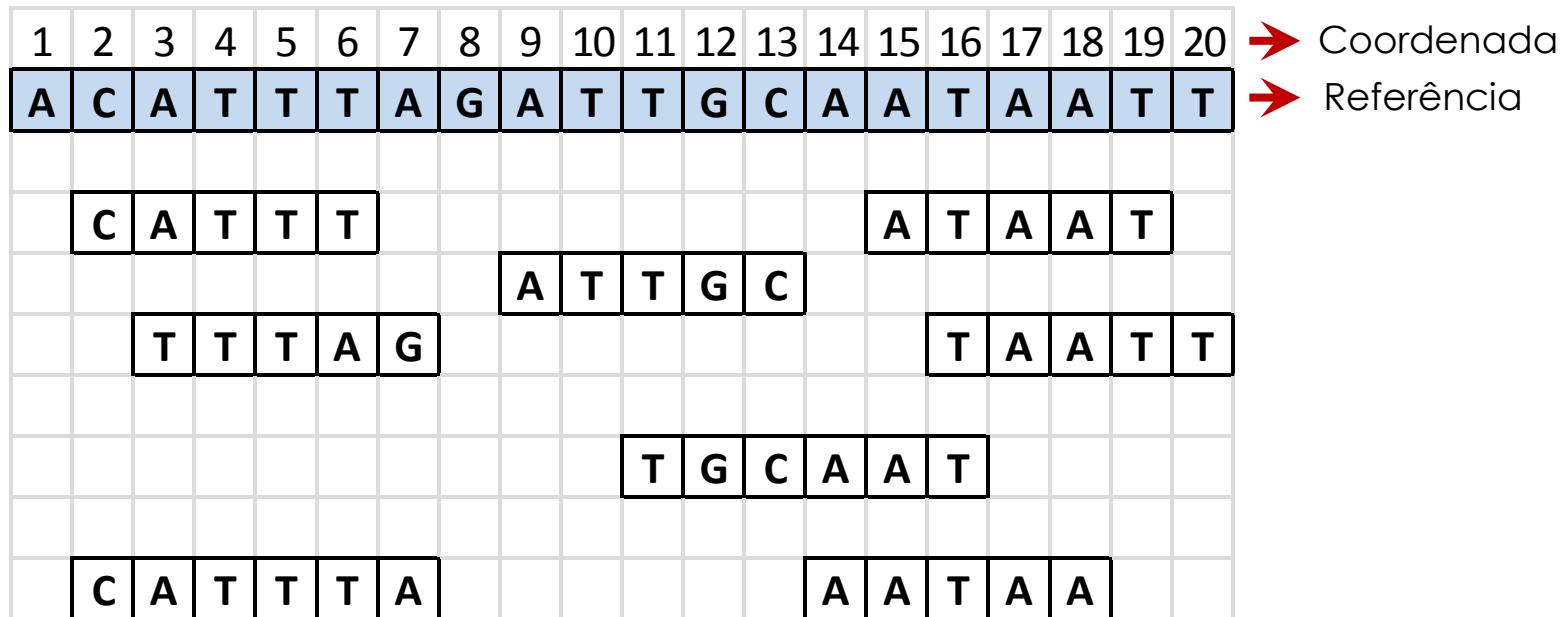 1 2 3 4 5 6 7 8 9 10 11 12 13 14 15 16 17 18 19 20 Coordenada
A C A T T T A G A T T G C A A T A A T T Referência
C A T T T A T A A T
A T T G C
T T T A G T A A T T
T G C A A T
C A T T T A A A T A A